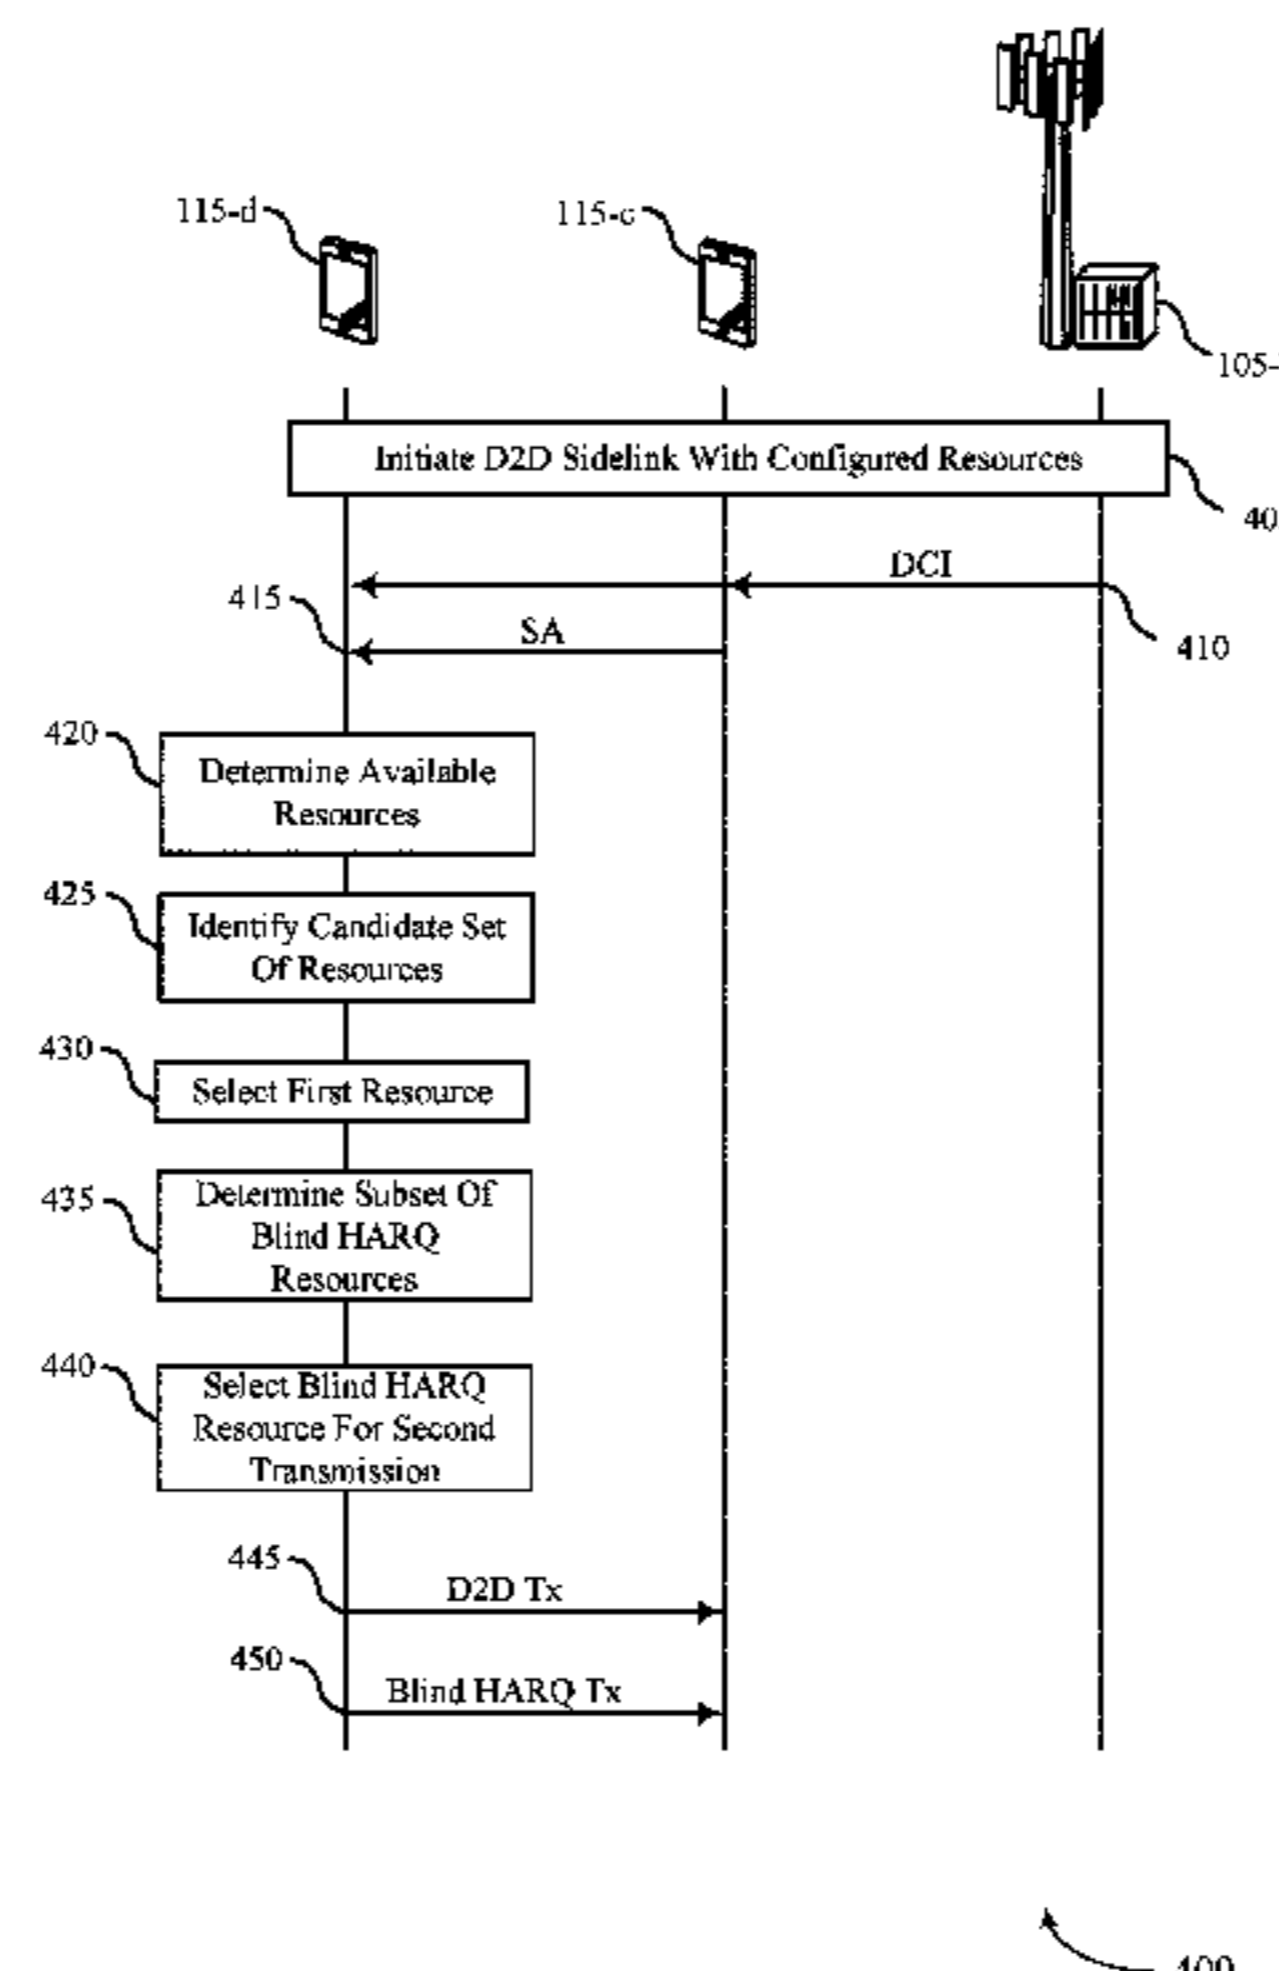 115-d
115-c
105-
Initiate D2D Sidelink With Configured Resources
40
DCI
415
SA
410
420
Determine Available
Resources
425
Identify Candidate Set
Of Resources
430
Select First Resource
435
Determine Subset Of
Blind HARQ
Resources
440
Select Blind HARQ
Resource For Second
Transmission
445
D2D Tx
450
Blind HARQ Tx
400